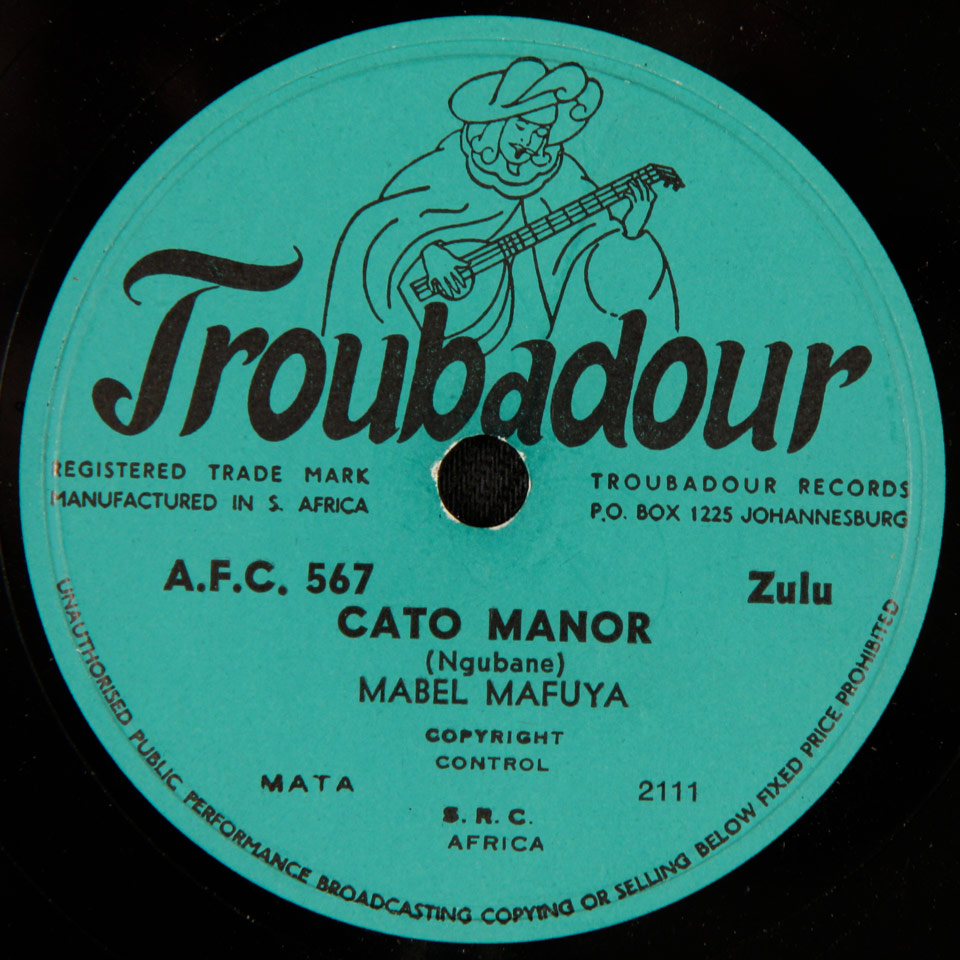 Troubadour
REGISTERED TRADE MARK
MANUFACTURED IN S. AFRICA
TROUBADOUR RECORDS
P.O. BOX 1225 JOHANNESBURG
A.F.C. 567
Zulu
CATO MANOR
(Ngubane)
MABEL MAFUYA
COPYRIGHT
CONTROL
MATA
2111
S. R. C.
AFRICA
UNAUTHORISED PUBLIC PERFORMANCE BROADCASTING COPYING OR SELLING BELOW FIXED PRICE PROHIBITED